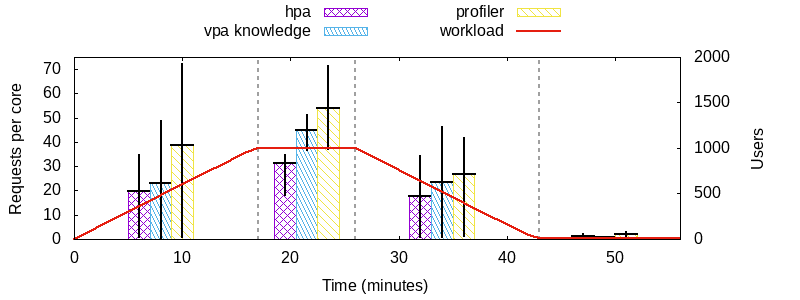 hpa
profiler
vpa knowledge
workload
70
60
50
40
30
20
10
0
Requests per core
2000
1500
1000
500
0
Users
0 10 20 30 40 50
Time (minutes)